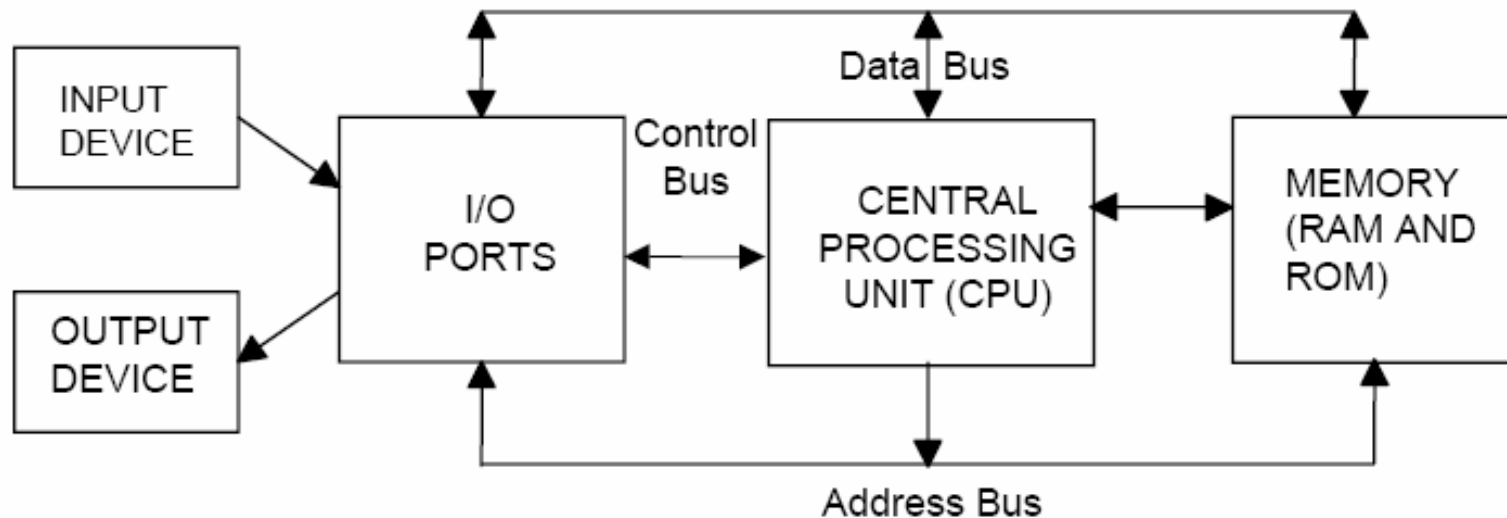 INPUT
DEVICE
OUTPUT
DEVICE
I/O
PORTS
Control
Bus
Data Bus
CENTRAL
PROCESSING
UNIT (CPU)
MEMORY
(RAM AND
ROM)
Address Bus